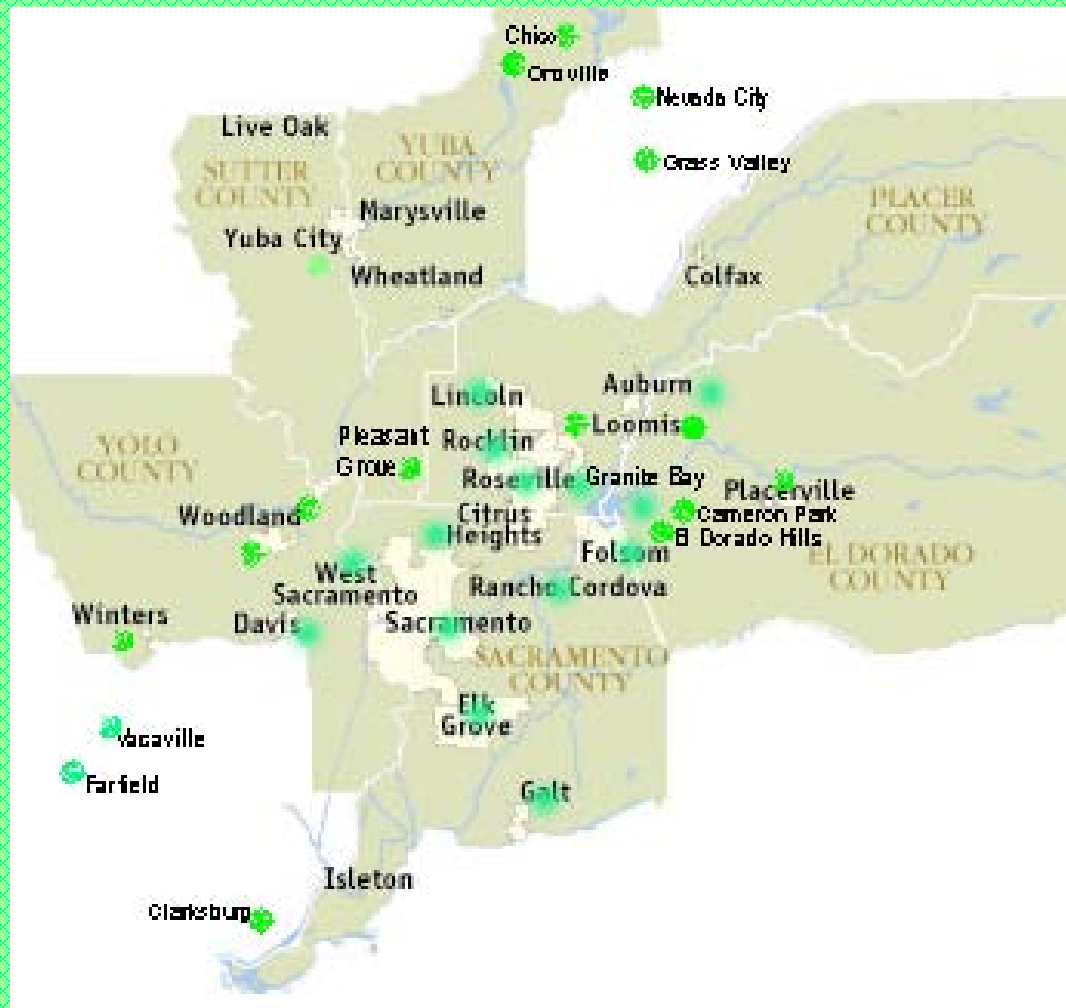 Chico
Oroville
Nevada City
Live Oak
YUBA
COUNTY
Grass Valley
SUTTER
COUNTY
PLACER
COUNTY
Marysville
Yuba City
Wheatland
Colfax
Lincoln
Auburn
Loomis
Pleasant
Grove
Rocklin
YOLO
COUNTY
Roseville
Granite Bay
Placerville
Woodland
Citrus
Heights
Cameron Park
El Dorado Hills
Folsom
EL DORADO
COUNTY
West
Sacramento
Rancho Cordova
Winters
Davis
Sacramento
SACRAMENTO
COUNTY
Elk
Grove
Vacaville
Farfield
Galt
Isleton
Clarksburg